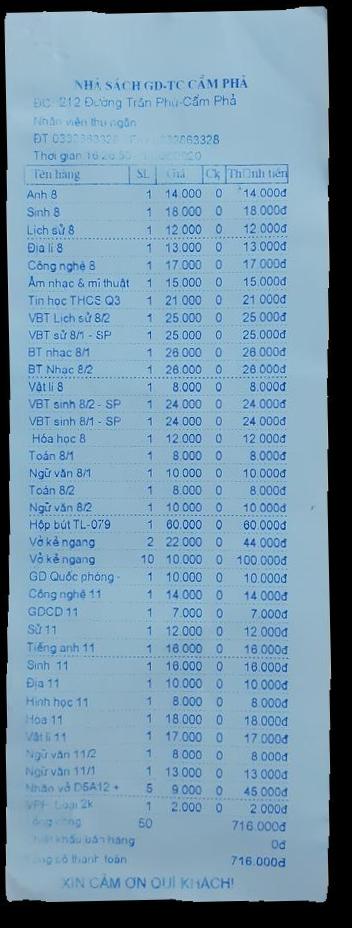 NHÀ SÁCH GD-TC CẨM PHẢ
ĐC: 212 Đường Trần Phú-Cẩm Phả
Nhân viên thu ngân
ĐT
Thời gian
Tên hàng SL Giá Ck Thành tiền
Anh 8 1 14.000 0 14.000đ
Sinh 8 1 18.000 0 18.000đ
Lịch sử 8 1 12.000 0 12.000đ
Địa lí 8 1 13.000 0 13.000đ
Công nghệ 8 1 17.000 0 17.000đ
Âm nhạc & mĩ thuật 1 15.000 0 15.000đ
Tin học THCS Q3 1 21.000 0 21.000đ
VBT Lịch sử 8/2 1 25.000 0 25.000đ
VBT sử 8/1 - SP 1 25.000 0 25.000đ
BT nhạc 8/1 1 26.000 0 26.000đ
BT Nhạc 8/2 1 26.000 0 26.000đ
Vật lí 8 1 8.000 0 8.000đ
VBT sinh 8/2 - SP 1 24.000 0 24.000đ
VBT sinh 8/1 - SP 1 24.000 0 24.000đ
Hóa học 8 1 12.000 0 12.000đ
Toán 8/1 1 8.000 0 8.000đ
Ngữ văn 8/1 1 10.000 0 10.000đ
Toán 8/2 1 8.000 0 8.000đ
Ngữ văn 8/2 1 10.000 0 10.000đ
Hộp bút TL-079 1 60.000 0 60.000đ
Vở kẻ ngang 2 22.000 0 44.000đ
Vở kẻ ngang 10 10.000 0 100.000đ
GD Quốc phòng - 1 10.000 0 10.000đ
Công nghệ 11 1 14.000 0 14.000đ
GDCD 11 1 7.000 0 7.000đ
Sử 11 1 12.000 0 12.000đ
Tiếng anh 11 1 16.000 0 16.000đ
Sinh 11 1 16.000 0 16.000đ
Địa 11 1 10.000 0 10.000đ
Hình học 11 1 8.000 0 8.000đ
Hóa 11 1 18.000 0 18.000đ
Vật lí 11 1 17.000 0 17.000đ
Ngữ văn 11/2 1 8.000 0 8.000đ
Ngữ văn 11/1 1 13.000 0 13.000đ
Nhãn vở D5A12 + 5 9.000 0 45.000đ
VPP Loại 2k 1 2.000 0 2.000đ
Tổng cộng 50 716.000đ
Chiết khấu bán hàng 0đ
Tổng số thanh toán 716.000đ
XIN CẢM ƠN QUÍ KHÁCH!